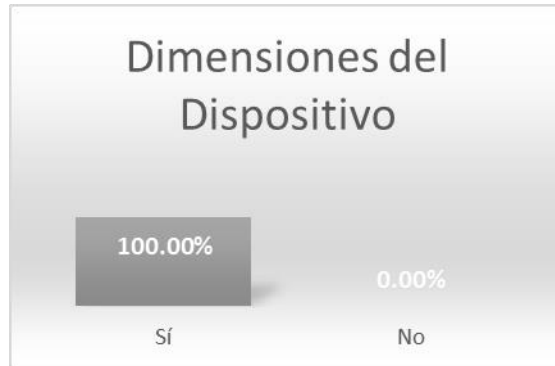 Dimensiones del
Dispositivo
100.00%
0.00%
Sí
No